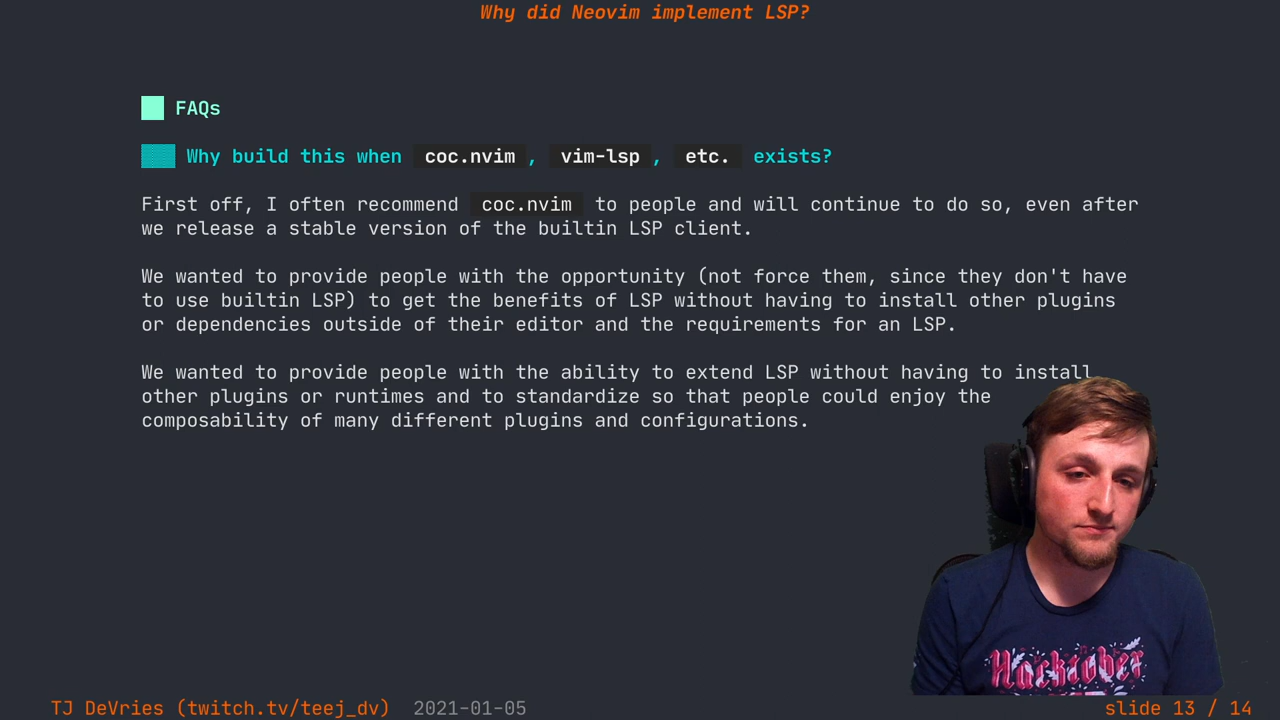 Why did Neovim implement LSP?
FAQs
Why build this when coc.nvim, vim-lsp, etc. exists?
First off, I often recommend coc.nvim to people and will continue to do so, even after
we release a stable version of the builtin LSP client.
We wanted to provide people with the opportunity (not force them, since they don't have
to use builtin LSP) to get the benefits of LSP without having to install other plugins
or dependencies outside of their editor and the requirements for an LSP.
We wanted to provide people with the ability to extend LSP without having to install
other plugins or runtimes and to standardize so that people could enjoy the
composability of many different plugins and configurations.
Hacktober
TJ DeVries (twitch.tv/teej_dv) 2021-01-05 slide 13 / 14